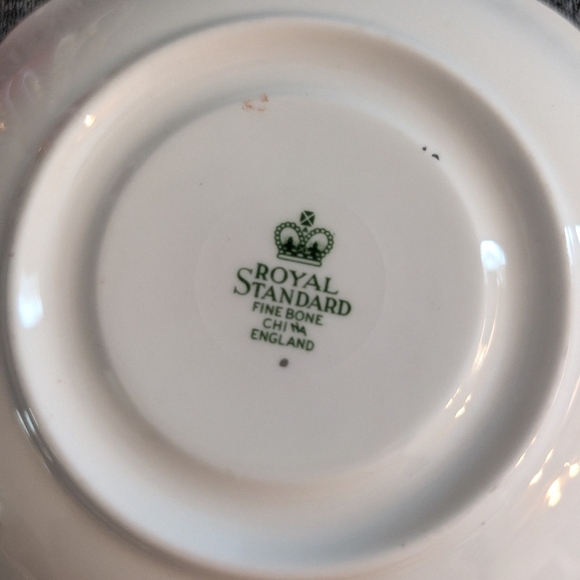 ROYAL
STANDARD
FINE BONE
CHINA
ENGLAND